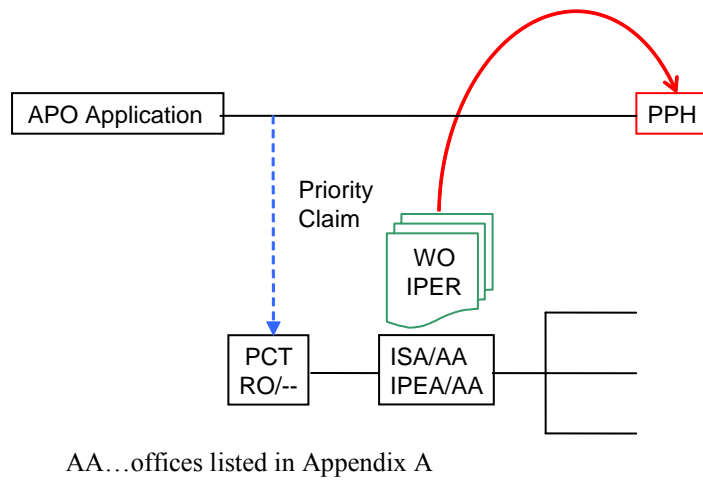 APO Application
PPH
Priority
Claim
WO
IPER
PCT
RO/--
ISA/AA
IPEA/AA
AA…offices listed in Appendix A